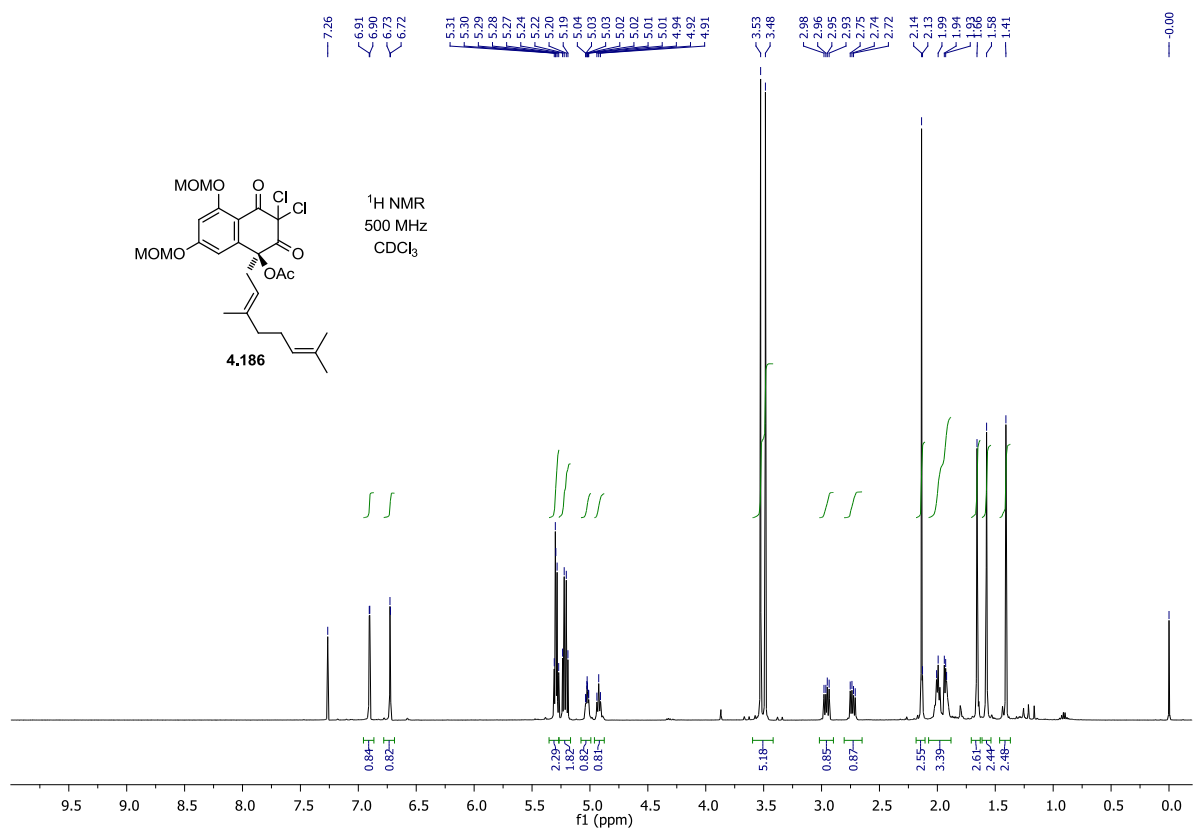 7.26 6.91 6.90 6.73 6.72 5.31 5.30 5.29 5.28 5.27 5.24 5.22 5.20 5.19 5.04 5.03 5.03 5.02 5.02 5.01 5.01 4.94 4.92 4.91 3.53 3.48 2.98 2.96 2.95 2.93 2.75 2.74 2.72 2.14 2.13 1.99 1.94 1.93 1.66 1.58 1.41 -0.00
MOMO O Cl
Cl
MOMO O
OAc
4.186
¹H NMR
500 MHz
CDCl₃
0.84 0.82 2.29 1.82 0.82 0.81 5.18 0.85 0.87 2.55 3.39 2.61 2.44 2.48
9.5 9.0 8.5 8.0 7.5 7.0 6.5 6.0 5.5 5.0 4.5 4.0 3.5 3.0 2.5 2.0 1.5 1.0 0.5 0.0
f1 (ppm)